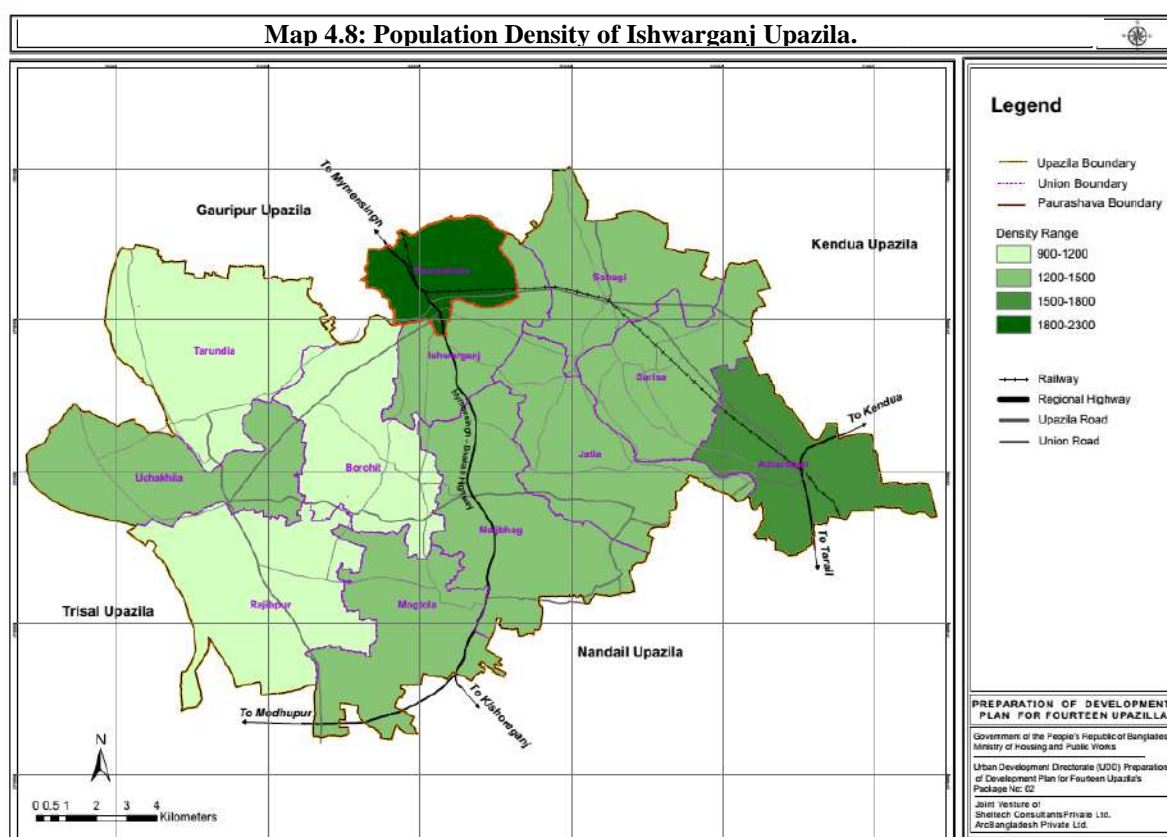 Map 4.8: Population Density of Ishwarganj Upazila.
To Mymensingh
Gauripur Upazila
Kendua Upazila
Sohagi
Tarundia
Ishwarganj
Sarisa
To Kendua
Borohit
Jatia
Uchakhila
Maijbhag
To Tarail
Rajibpur
Mogtola
Trisal Upazila
Nandail Upazila
To Modhupur
To Kishoreganj
N
0 0.5 1 2 3 4
Kilometers
Legend
Upazila Boundary
Union Boundary
Paurashava Boundary
Density Range
900-1200
1200-1500
1500-1800
1800-2300
Railway
Regional Highway
Upazila Road
Union Road
PREPARATION OF DEVELOPMENT
PLAN FOR FOURTEEN UPAZILLA
Government of the People's Republic of Banglades
Ministry of Housing and Public Works
Urban Development Directorate (UDD) Preparation
of Development Plan for Fourteen Upazila's
Package No: 02
Joint Venture of
Sheltech Consultants Private Ltd.
ArcBangladesh Private Ltd.